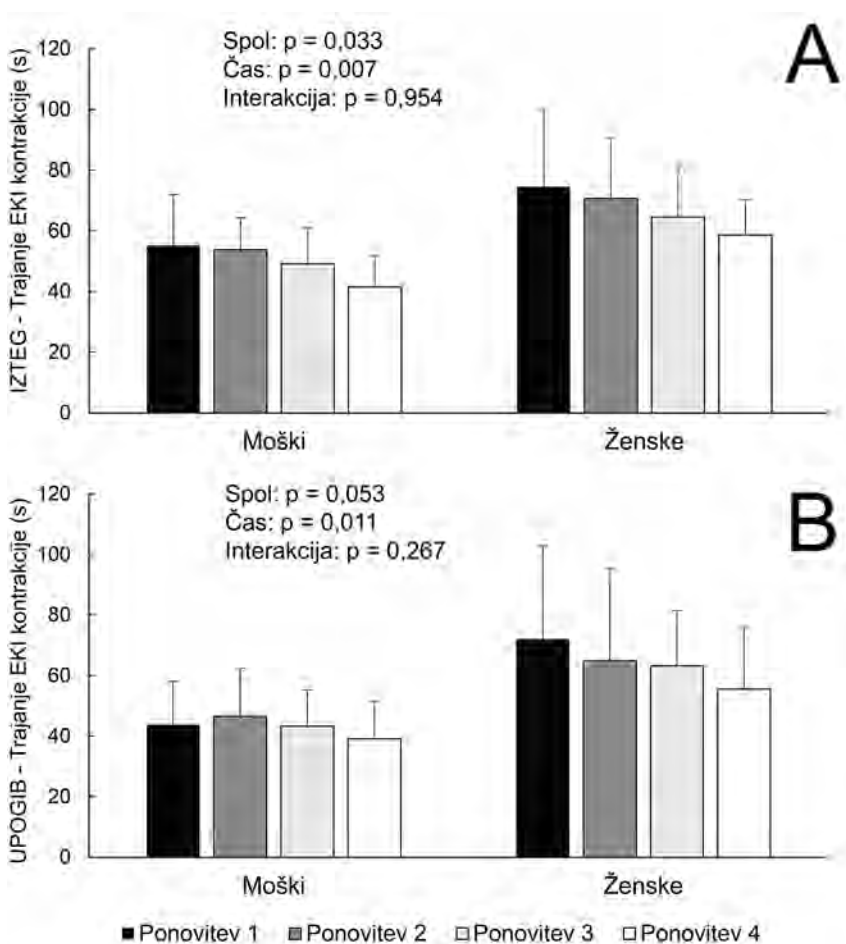 A
Spol: p = 0,033
Čas: p = 0,007
Interakcija: p = 0,954
IZTEG - Trajanje EKI kontrakcije (s)
120
100
80
60
40
20
0
Moški Ženske
B
Spol: p = 0,053
Čas: p = 0,011
Interakcija: p = 0,267
UPOGIB - Trajanje EKI kontrakcije (s)
120
100
80
60
40
20
0
Moški Ženske
Ponovitev 1 Ponovitev 2 Ponovitev 3 Ponovitev 4